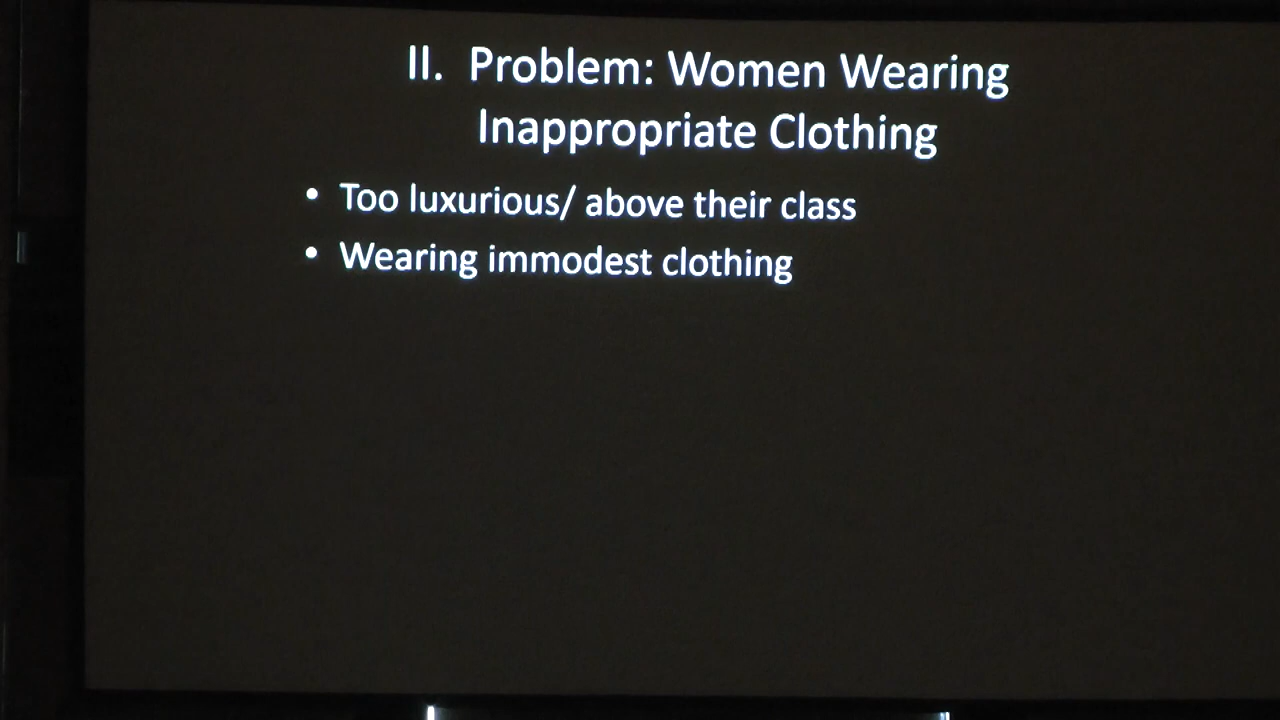 II. Problem: Women Wearing
Inappropriate Clothing
• Too luxurious/ above their class
• Wearing immodest clothing